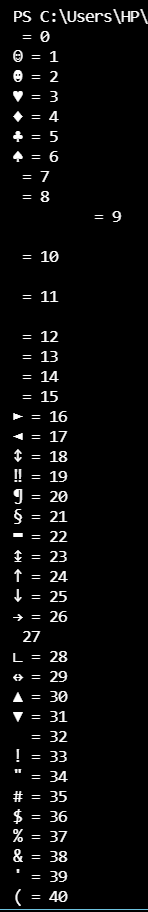 PS C:\Users\HP\
= 0
☺ = 1
☻ = 2
♥ = 3
♦ = 4
♣ = 5
♠ = 6
= 7
= 8
= 9
= 10
= 11
= 12
= 13
= 14
= 15
► = 16
◄ = 17
↕ = 18
‼ = 19
¶ = 20
§ = 21
▬ = 22
↨ = 23
↑ = 24
↓ = 25
→ = 26
27
∟ = 28
↔ = 29
▲ = 30
▼ = 31
= 32
! = 33
" = 34
# = 35
$ = 36
% = 37
& = 38
' = 39
( = 40